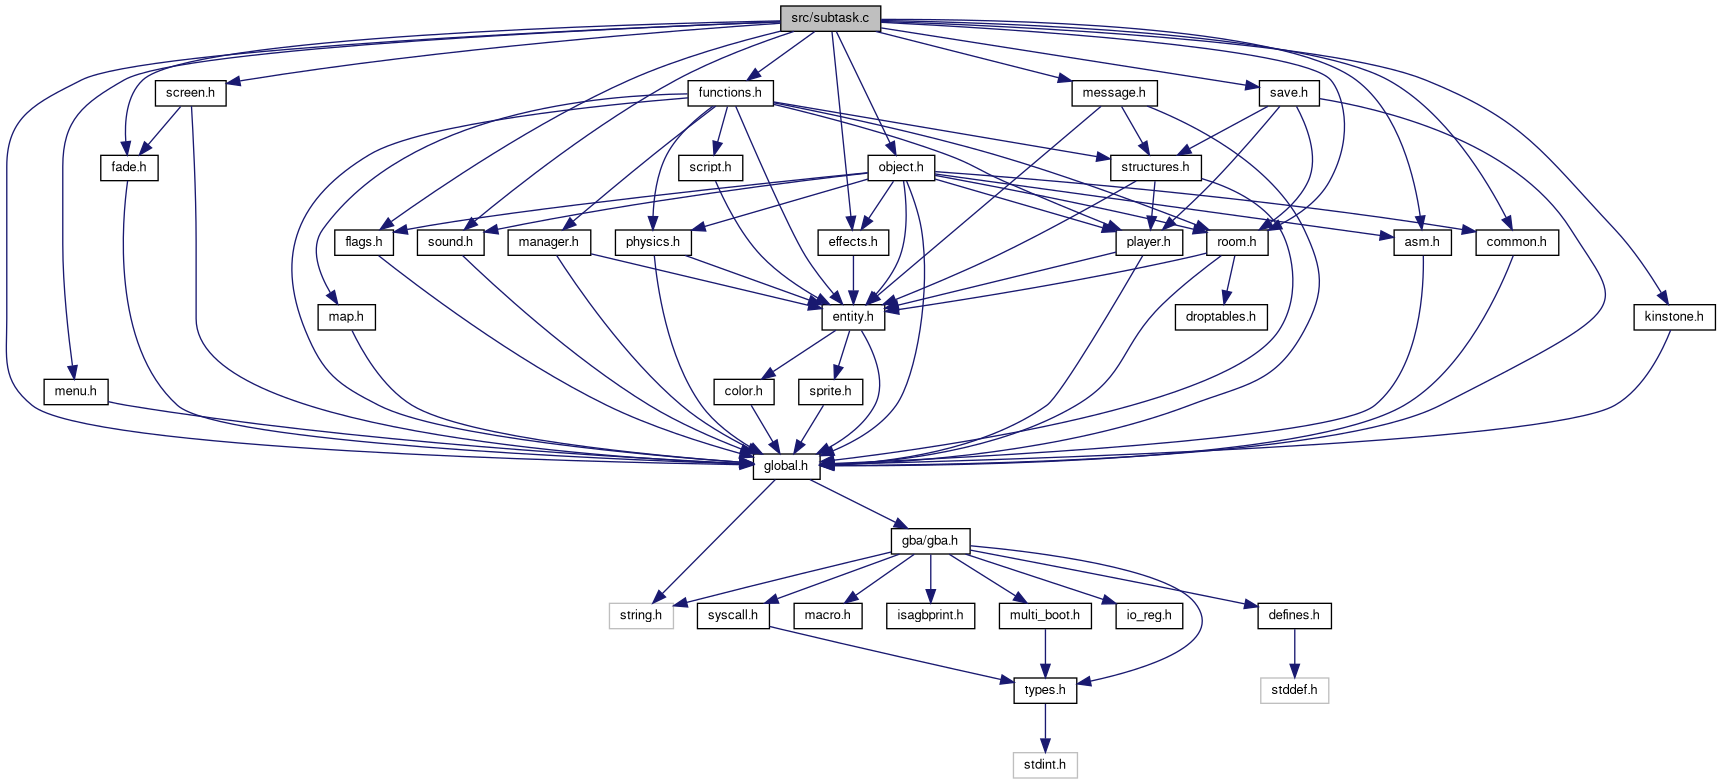 src/subtask.c
screen.h
functions.h
message.h
save.h
fade.h
script.h
object.h
structures.h
flags.h
sound.h
manager.h
physics.h
effects.h
player.h
room.h
asm.h
common.h
map.h
entity.h
droptables.h
kinstone.h
menu.h
color.h
sprite.h
global.h
gba/gba.h
string.h
syscall.h
macro.h
isagbprint.h
multi_boot.h
io_reg.h
defines.h
types.h
stddef.h
stdint.h